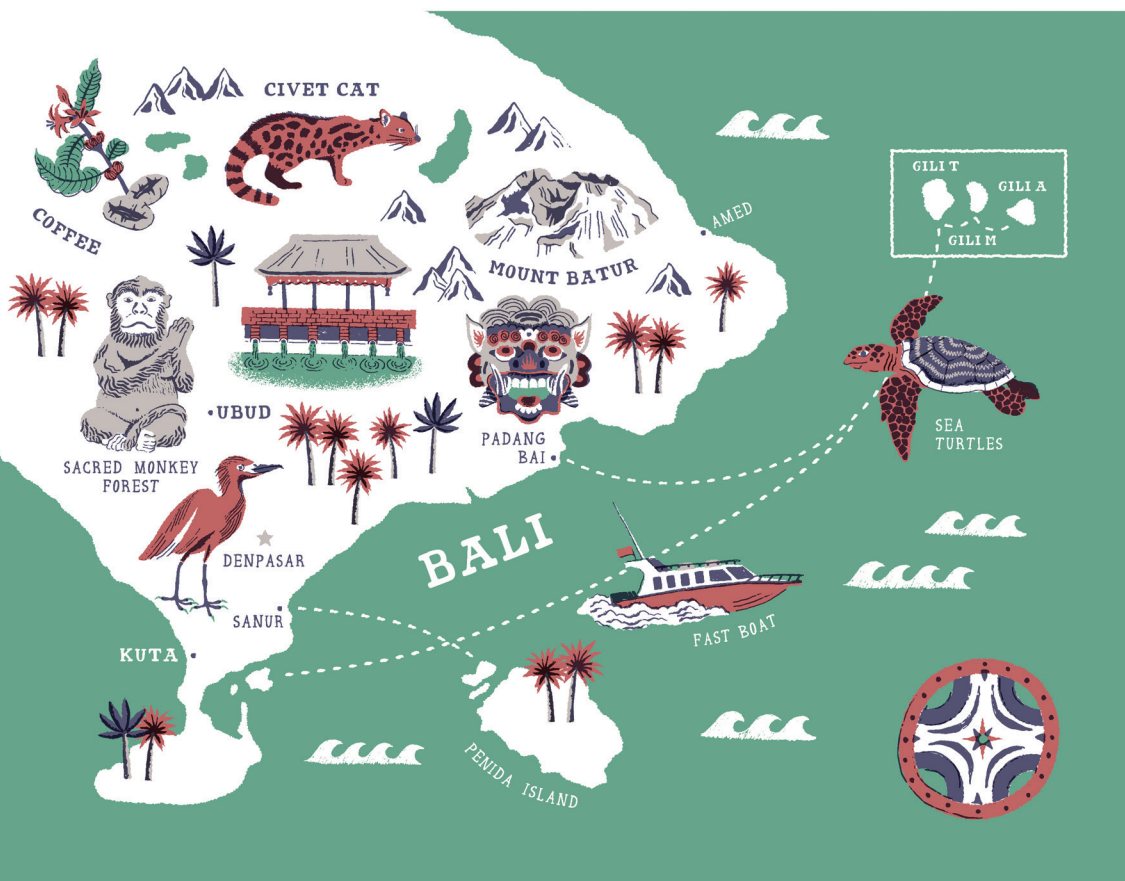 CIVET CAT
GILI T
GILI A
GILI M
COFFEE
AMED
MOUNT BATUR
UBUD
SEA
TURTLES
PADANG
BAI
SACRED MONKEY
FOREST
BALI
DENPASAR
SANUR
FAST BOAT
KUTA
PENIDA ISLAND